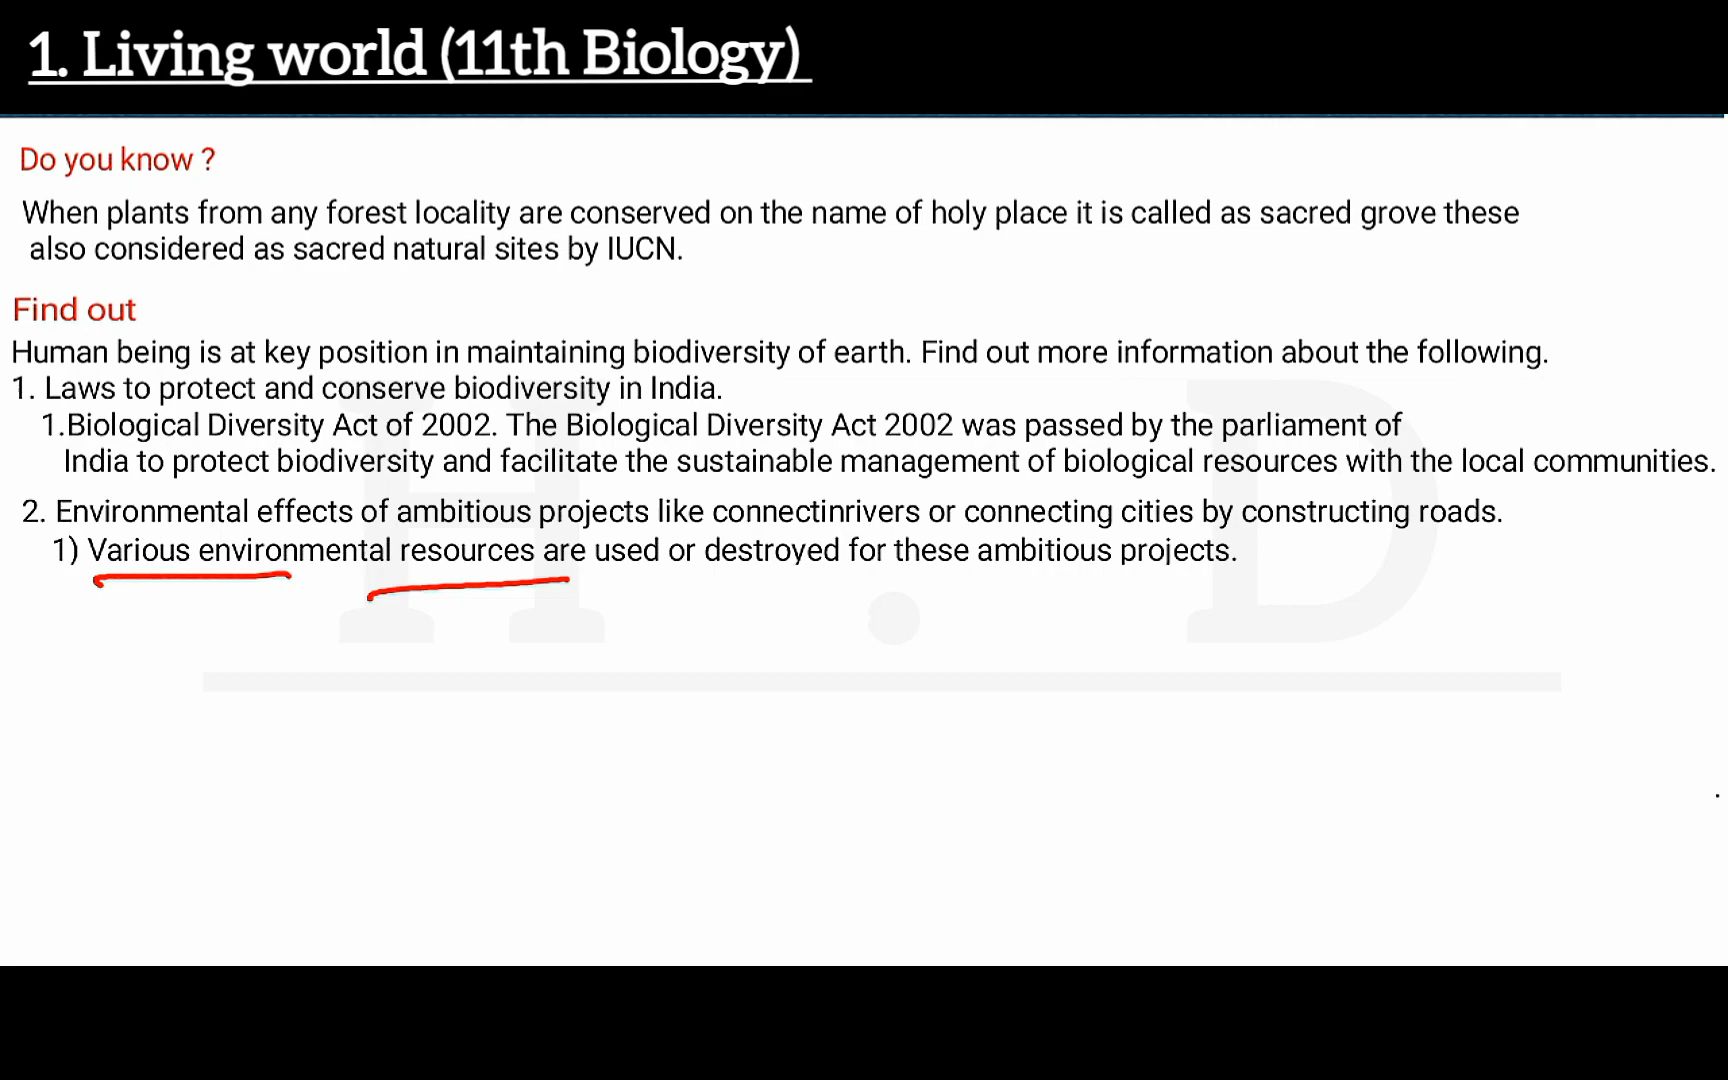 1. Living world (11th Biology)
Do you know ?
When plants from any forest locality are conserved on the name of holy place it is called as sacred grove these
also considered as sacred natural sites by IUCN.
Find out
Human being is at key position in maintaining biodiversity of earth. Find out more information about the following.
1. Laws to protect and conserve biodiversity in India.
1.Biological Diversity Act of 2002. The Biological Diversity Act 2002 was passed by the parliament of
India to protect biodiversity and facilitate the sustainable management of biological resources with the local communities.
2. Environmental effects of ambitious projects like connectinrivers or connecting cities by constructing roads.
1) Various environmental resources are used or destroyed for these ambitious projects.
H . D